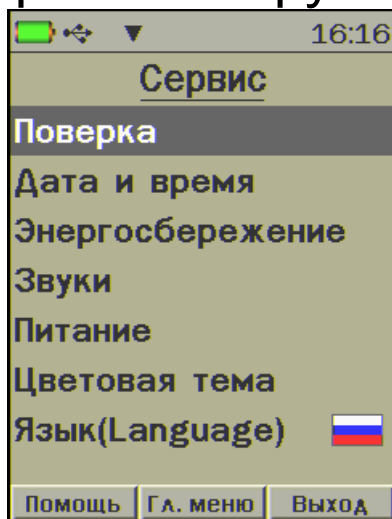 16:16
Сервис
Поверка
Дата и время
Энергосбережение
Звуки
Питание
Цветовая тема
Язык(Language)
Помощь Гл. меню Выход